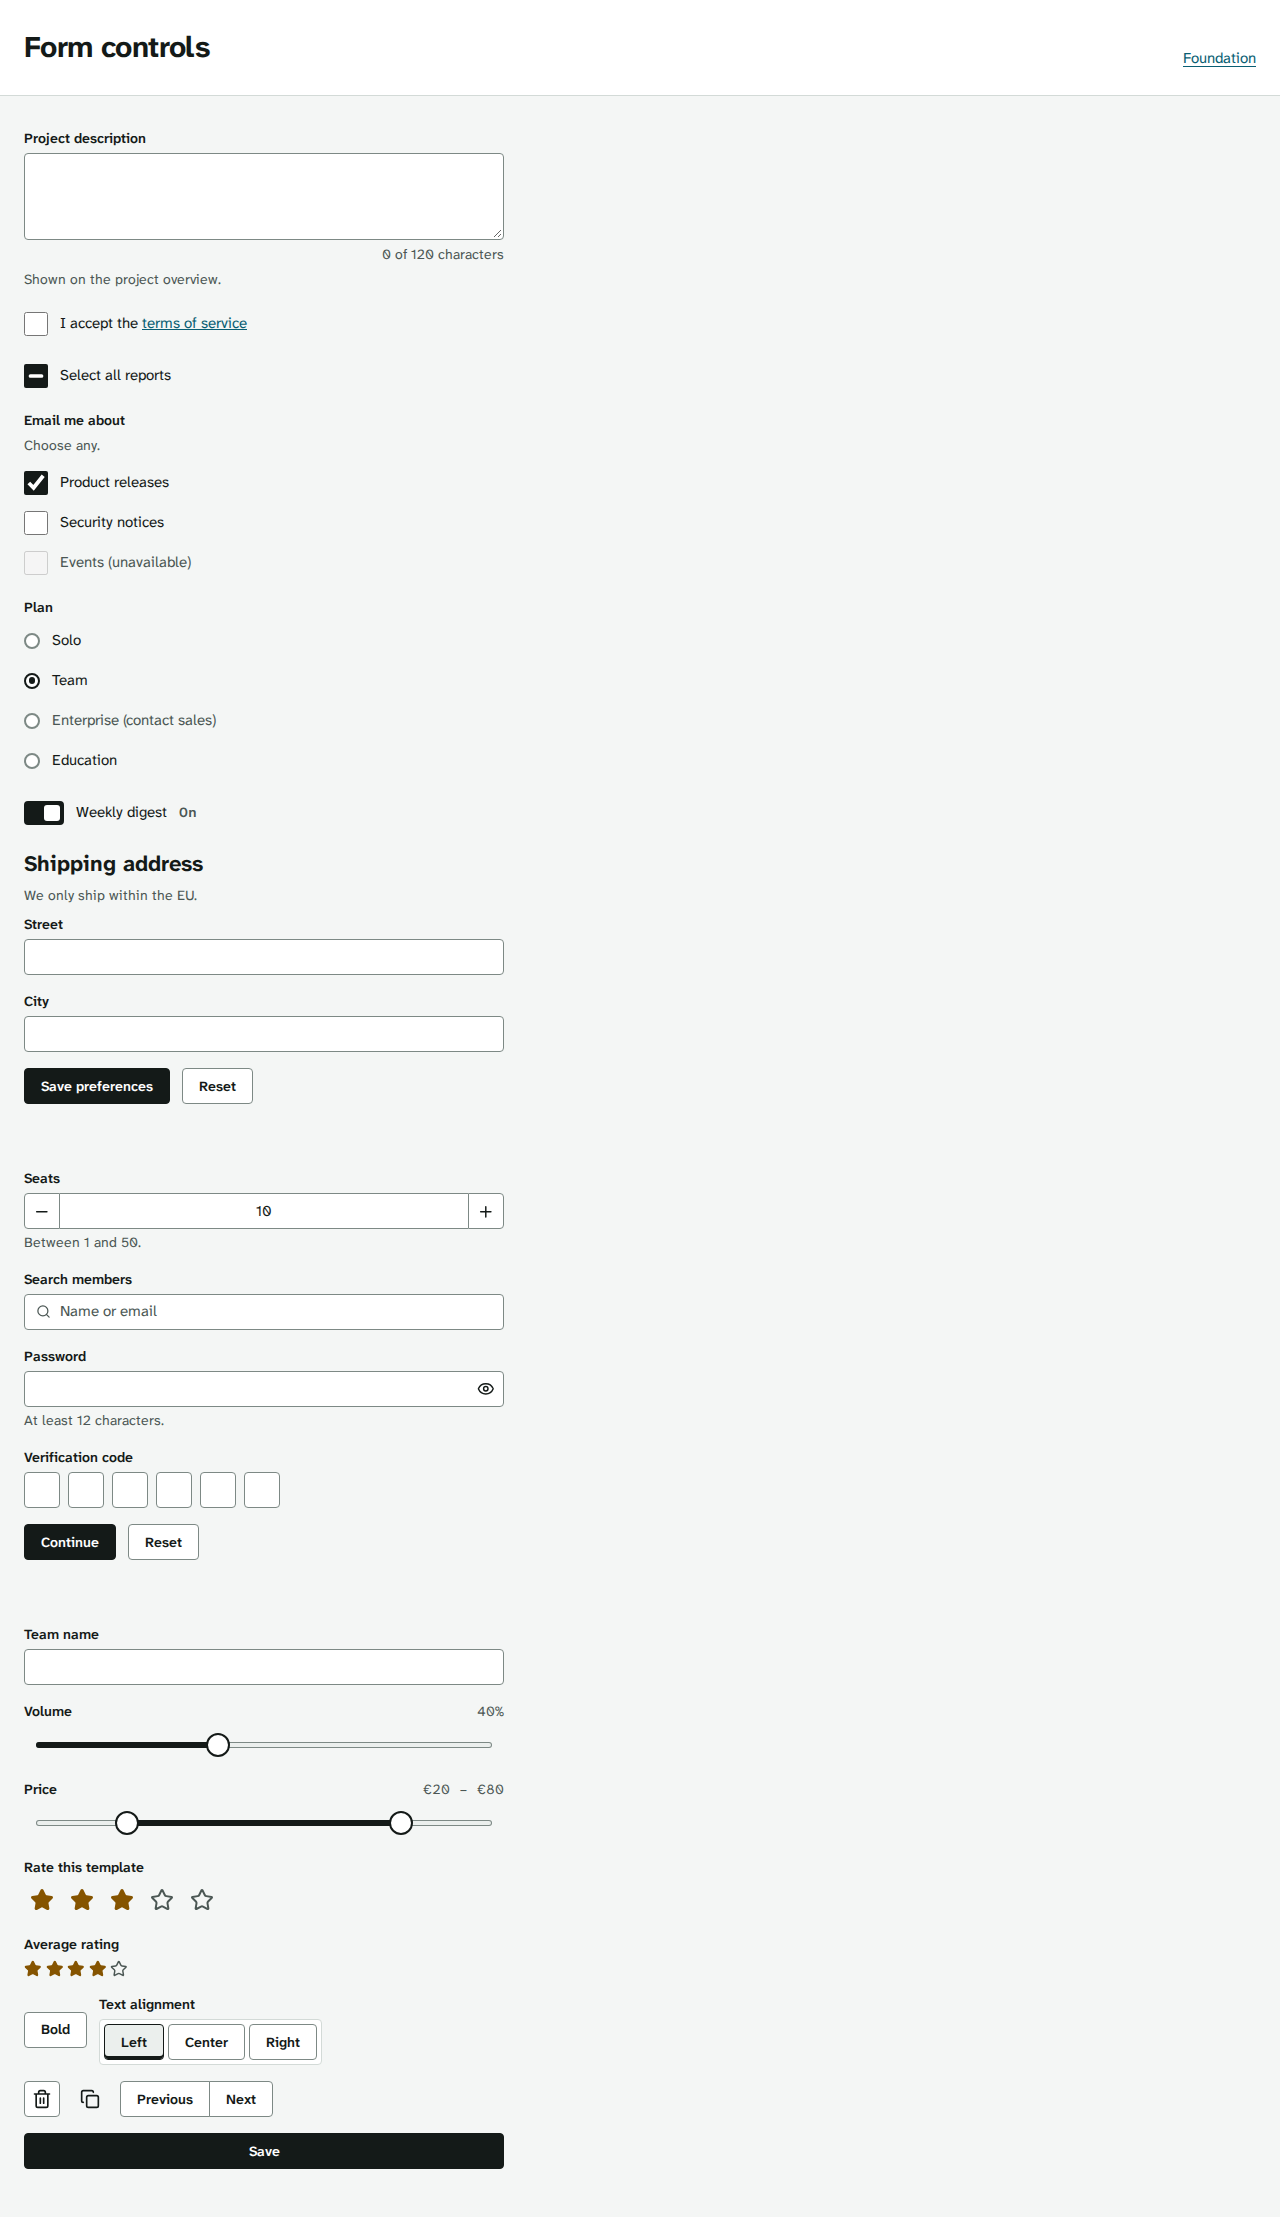 Form controls
Foundation
Project description
0 of 120 characters
Shown on the project overview.
I accept the terms of service
Select all reports
Email me about
Choose any.
Product releases
Security notices
Events (unavailable)
Plan
Solo
Team
Enterprise (contact sales)
Education
Weekly digest On
Shipping address
We only ship within the EU.
Street
City
Save preferences Reset
Seats
10
Between 1 and 50.
Search members
Name or email
Password
At least 12 characters.
Verification code
Continue Reset
Team name
Volume 40%
Price €20 – €80
Rate this template
Average rating
Text alignment
Bold Left Center Right
Previous Next
Save